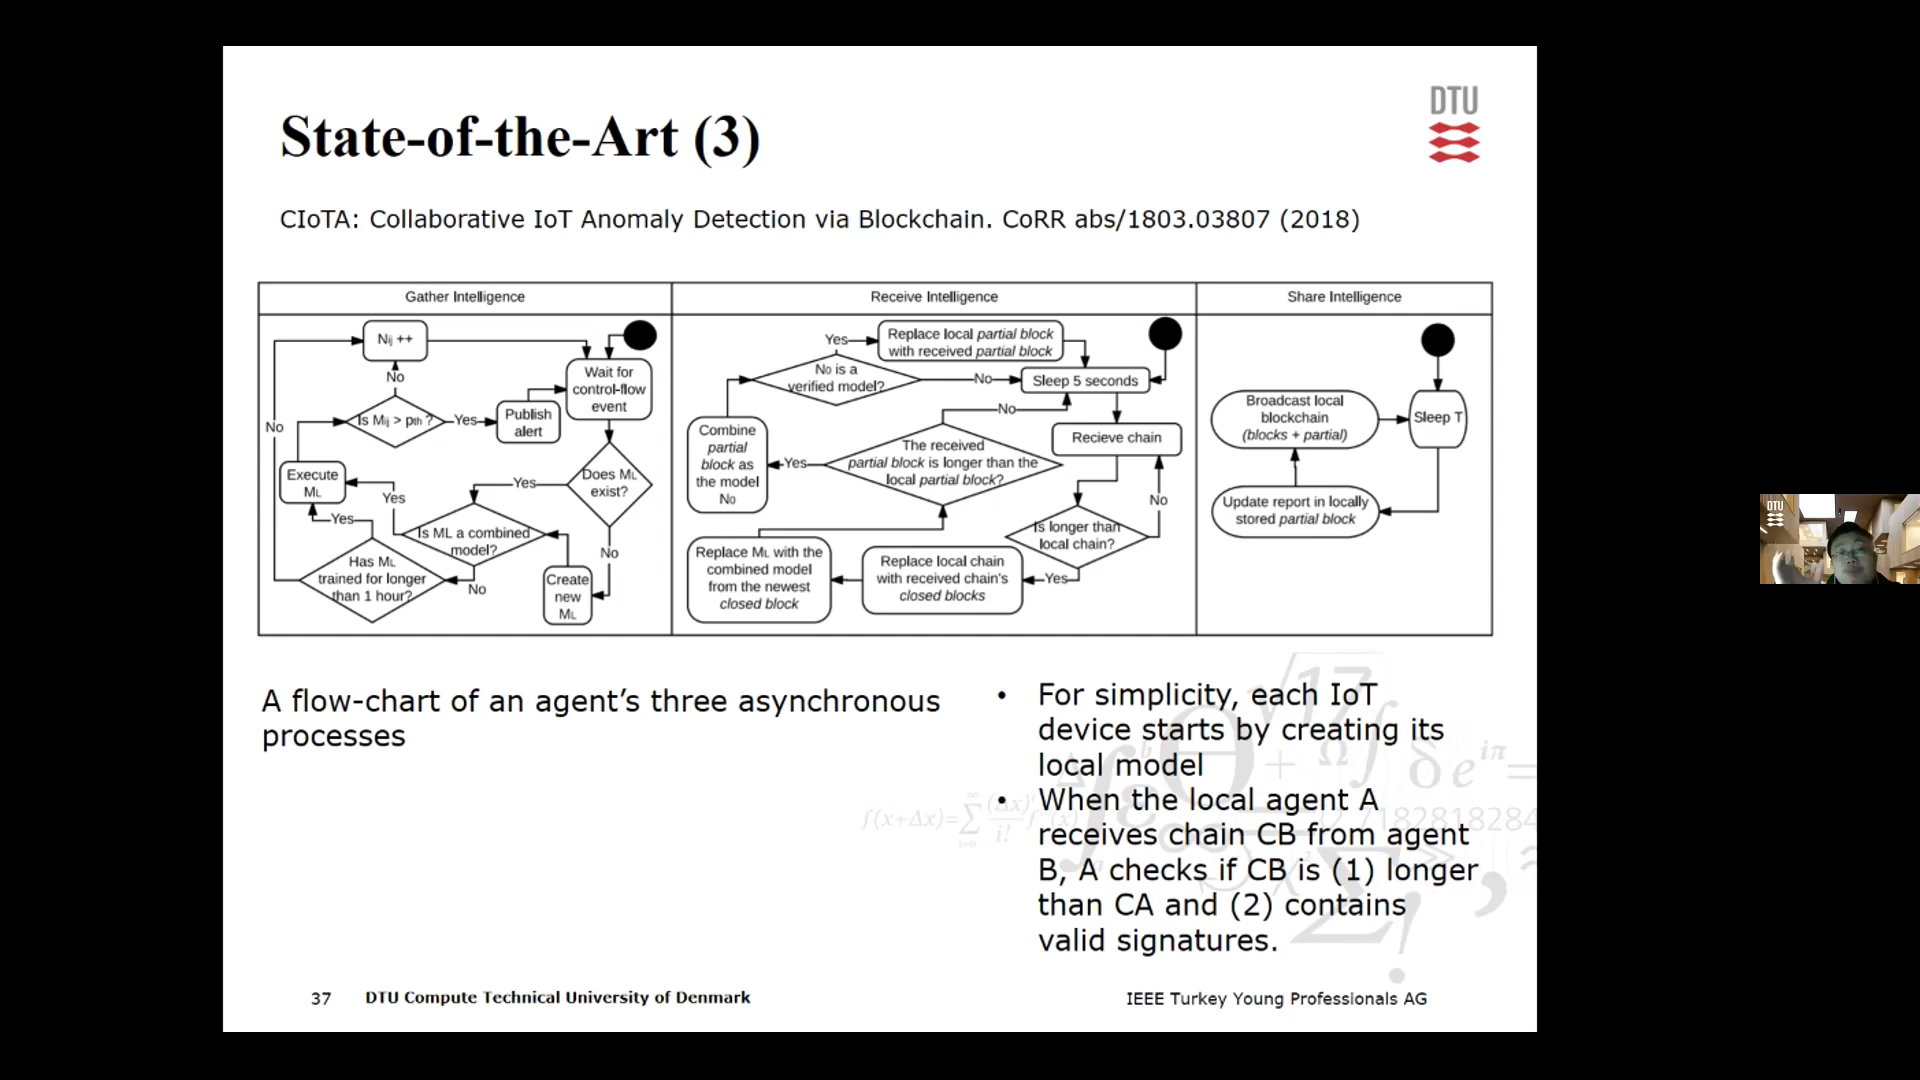 State-of-the-Art (3)
DTU
CIoTA: Collaborative IoT Anomaly Detection via Blockchain. CoRR abs/1803.03807 (2018)
Gather Intelligence
Nij ++
No
Is Mij > pth ?
Yes
Publish
alert
Wait for
control-flow
event
No
Execute
ML
Yes
Yes
Does ML
exist?
Yes
Is ML a combined
model?
No
Has ML
trained for longer
than 1 hour?
No
Create
new
ML
Receive Intelligence
Yes
Replace local partial block
with received partial block
N0 is a
verified model?
No
Sleep 5 seconds
No
Recieve chain
Combine
partial
block as
the model
N0
Yes
The received
partial block is longer than the
local partial block?
No
Is longer than
local chain?
Yes
Replace local chain
with received chain's
closed blocks
Replace ML with the
combined model
from the newest
closed block
Share Intelligence
Broadcast local
blockchain
(blocks + partial)
Sleep T
Update report in locally
stored partial block
A flow-chart of an agent’s three asynchronous
processes
• For simplicity, each IoT
device starts by creating its
local model
• When the local agent A
receives chain CB from agent
B, A checks if CB is (1) longer
than CA and (2) contains
valid signatures.
37 DTU Compute Technical University of Denmark
IEEE Turkey Young Professionals AG
DTU